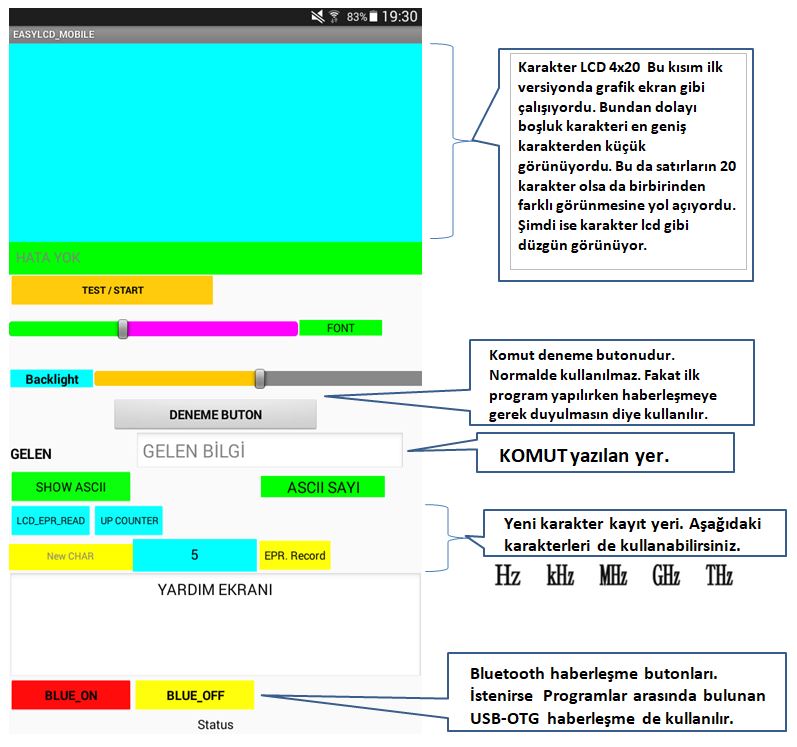 83% 19:30
EASYLCD_MOBILE
Karakter LCD 4x20 Bu kısım ilk
versiyonda grafik ekran gibi
çalışıyordu. Bundan dolayı
boşluk karakteri en geniş
karakterden küçük
görünüyordu. Bu da satırların 20
karakter olsa da birbirinden
farklı görünmesine yol açıyordu.
Şimdi ise karakter lcd gibi
düzgün görünüyor.
HATA YOK
TEST / START
FONT
Backlight
Komut deneme butonudur.
Normalde kullanılmaz. Fakat ilk
program yapılırken haberleşmeye
gerek duyulmasın diye kullanılır.
DENEME BUTON
GELEN
GELEN BİLGİ
KOMUT yazılan yer.
SHOW ASCII
ASCII SAYI
LCD_EPR_READ
UP COUNTER
Yeni karakter kayıt yeri. Aşağıdaki
karakterleri de kullanabilirsiniz.
New CHAR
5
EPR. Record
Hz kHz MHz GHz THz
YARDIM EKRANI
Bluetooth haberleşme butonları.
İstenirse Programlar arasında bulunan
USB-OTG haberleşme de kullanılır.
BLUE_ON
BLUE_OFF
Status